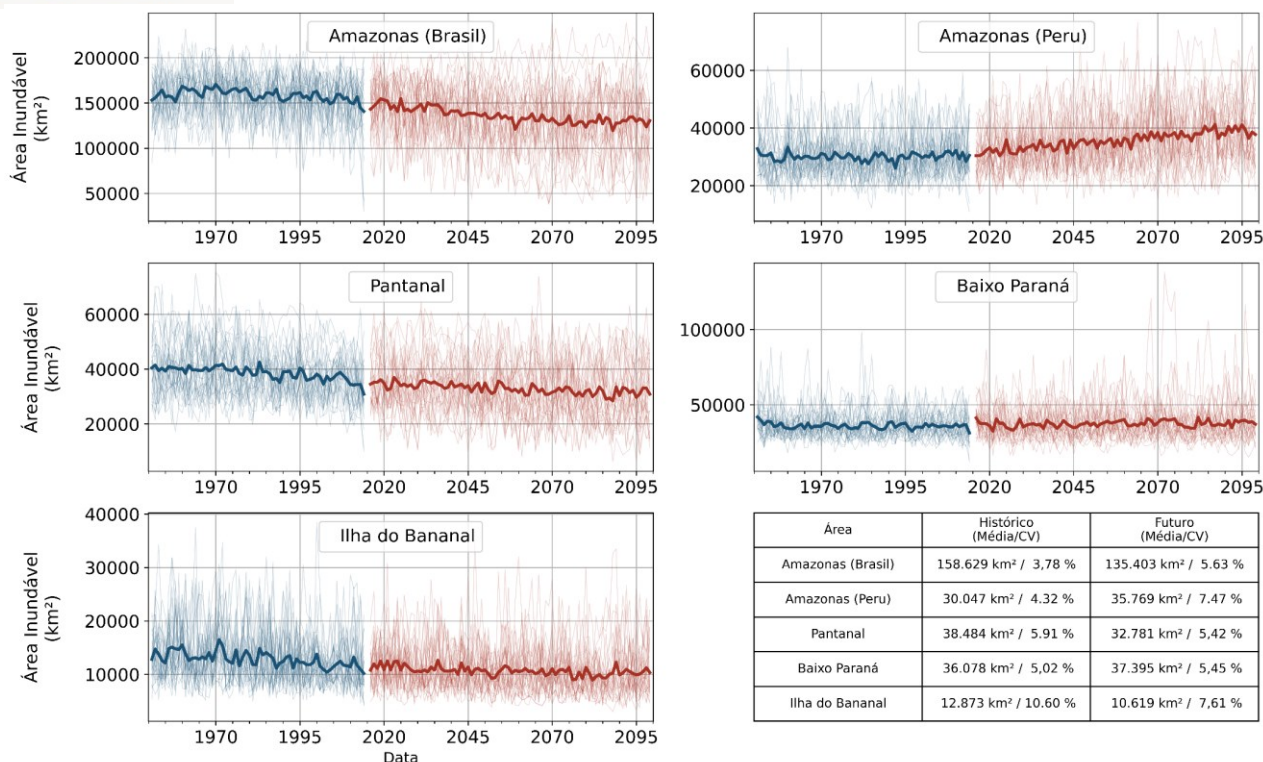 Amazonas (Brasil)
Área Inundável
(km²)
200000
150000
100000
50000
1970 1995 2020 2045 2070 2095
Amazonas (Peru)
60000
40000
20000
1970 1995 2020 2045 2070 2095
Pantanal
Área Inundável
(km²)
60000
40000
20000
1970 1995 2020 2045 2070 2095
Baixo Paraná
100000
50000
1970 1995 2020 2045 2070 2095
Ilha do Bananal
Área Inundável
(km²)
40000
30000
20000
10000
1970 1995 2020 2045 2070 2095
Data
Área Histórico (Média/CV) Futuro (Média/CV)
Amazonas (Brasil) 158.629 km² / 3,78 % 135.403 km² / 5.63 %
Amazonas (Peru) 30.047 km² / 4.32 % 35.769 km² / 7.47 %
Pantanal 38.484 km² / 5.91 % 32.781 km² / 5,42 %
Baixo Paraná 36.078 km² / 5,02 % 37.395 km² / 5,45 %
Ilha do Bananal 12.873 km² / 10.60 % 10.619 km² / 7,61 %